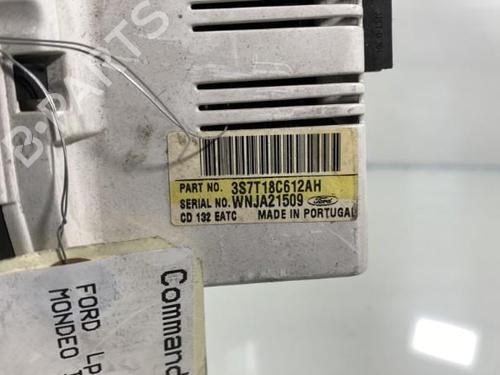 B-PARTS
PART NO. 3S7T18C612AH
SERIAL NO. WNJA21509 Ford
CD 132 EATC MADE IN PORTUGAL
Command
FORD
MONDEO